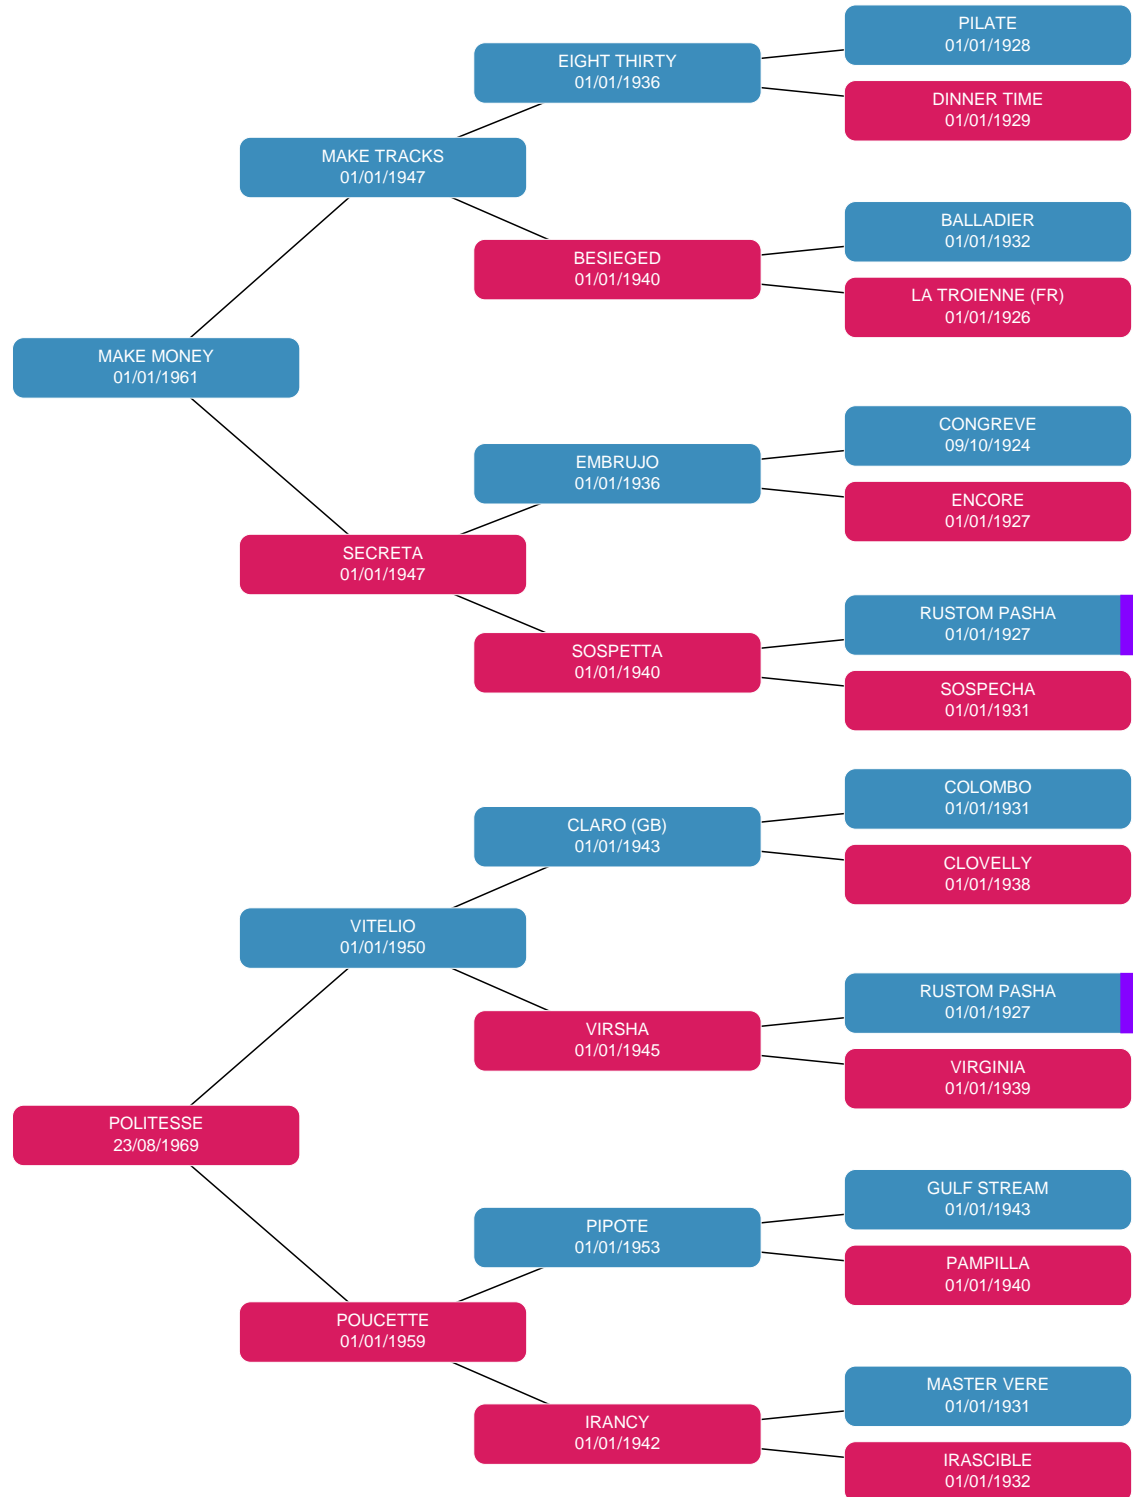 PILATE
01/01/1928
EIGHT THIRTY
01/01/1936
DINNER TIME
01/01/1929
MAKE TRACKS
01/01/1947
BALLADIER
01/01/1932
BESIEGED
01/01/1940
LA TROIENNE (FR)
01/01/1926
MAKE MONEY
01/01/1961
CONGREVE
09/10/1924
EMBRUJO
01/01/1936
ENCORE
01/01/1927
SECRETA
01/01/1947
RUSTOM PASHA
01/01/1927
SOSPETTA
01/01/1940
SOSPECHA
01/01/1931
COLOMBO
01/01/1931
CLARO (GB)
01/01/1943
CLOVELLY
01/01/1938
VITELIO
01/01/1950
RUSTOM PASHA
01/01/1927
VIRSHA
01/01/1945
VIRGINIA
01/01/1939
POLITESSE
23/08/1969
GULF STREAM
01/01/1943
PIPOTE
01/01/1953
PAMPILLA
01/01/1940
POUCETTE
01/01/1959
MASTER VERE
01/01/1931
IRANCY
01/01/1942
IRASCIBLE
01/01/1932